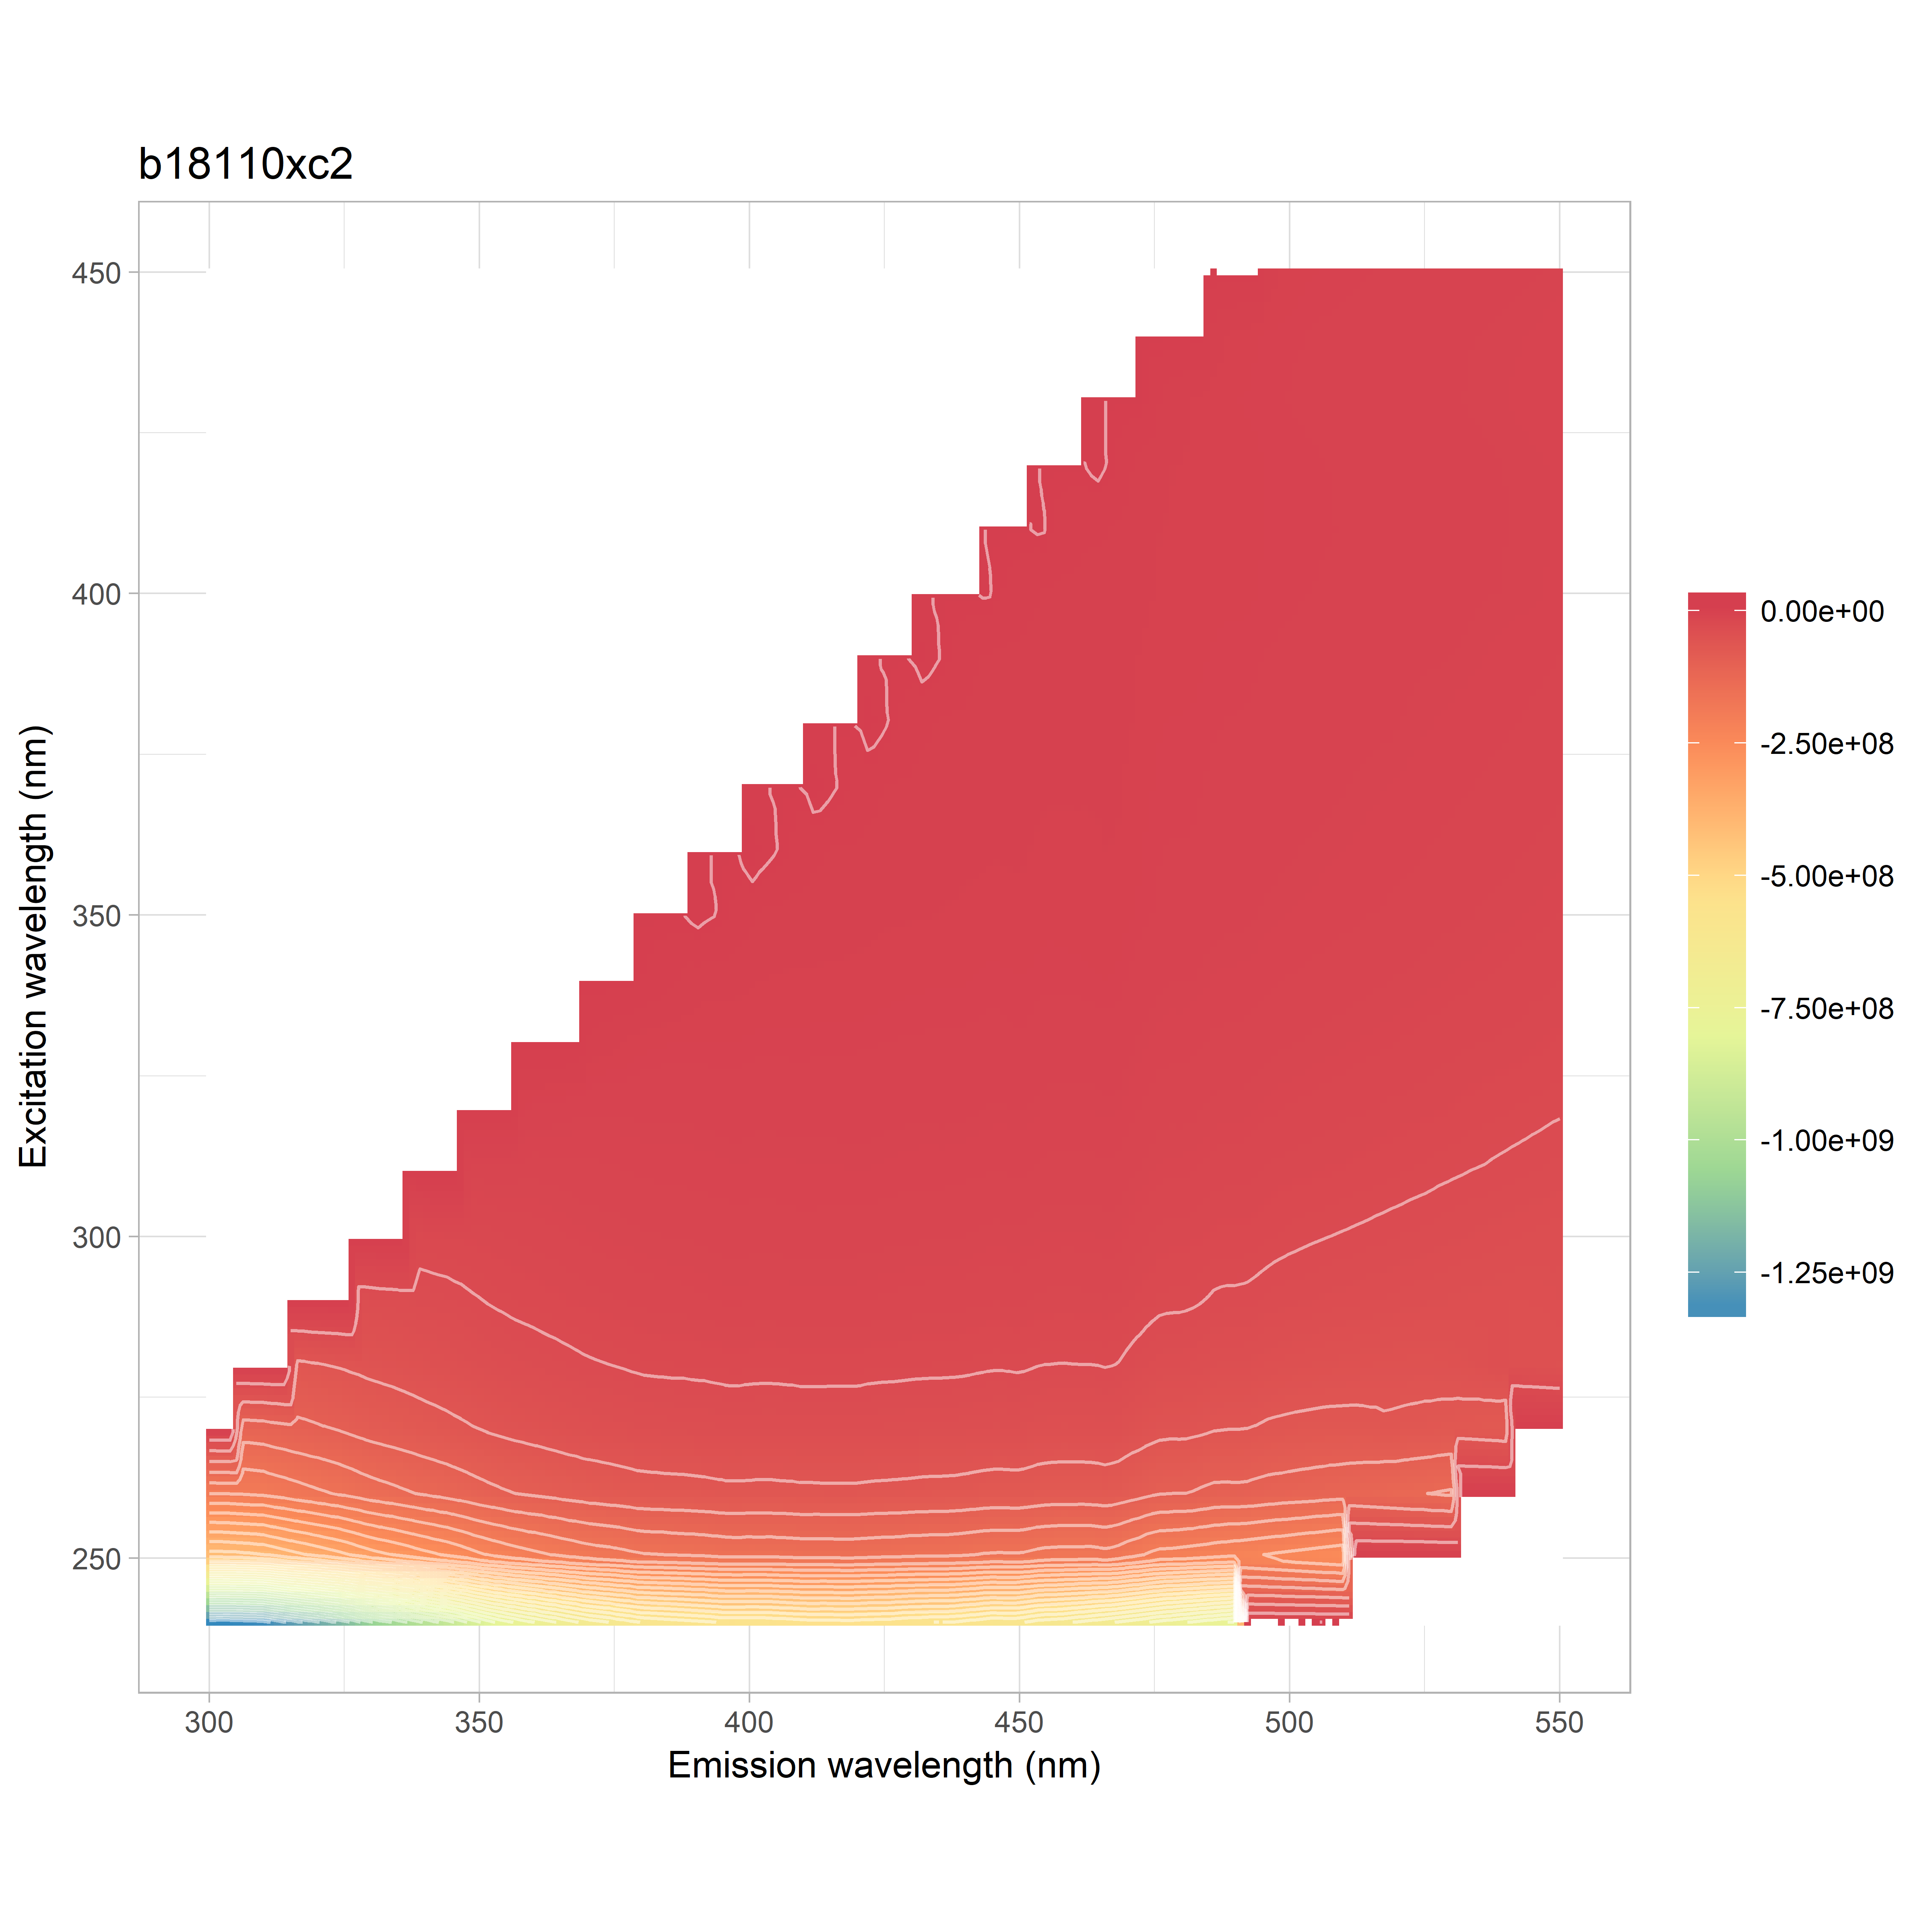 b18110xc2
450
400
350
300
250
Excitation wavelength (nm)
300 350 400 450 500 550
Emission wavelength (nm)
0.00e+00
-2.50e+08
-5.00e+08
-7.50e+08
-1.00e+09
-1.25e+09